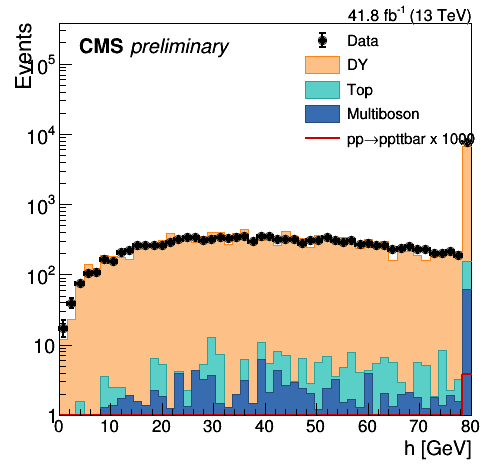 41.8 fb⁻¹ (13 TeV)
CMS preliminary
Data
DY
Top
Multiboson
pp→ppttbar x 1000
Events
10⁵
10⁴
10³
10²
10
1
0 10 20 30 40 50 60 70 80
h [GeV]